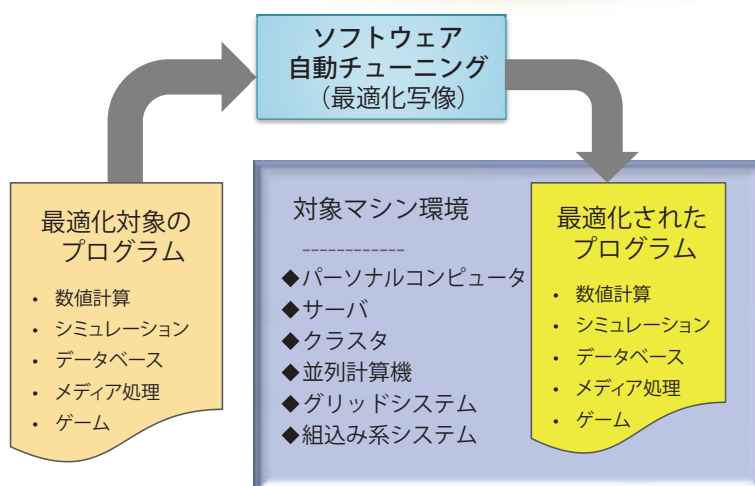 ソフトウェア
自動チューニング
（最適化写像）
最適化対象の
プログラム
• 数値計算
• シミュレーション
• データベース
• メディア処理
• ゲーム
対象マシン環境
------------
◆パーソナルコンピュータ
◆サーバ
◆クラスタ
◆並列計算機
◆グリッドシステム
◆組込み系システム
最適化された
プログラム
• 数値計算
• シミュレーション
• データベース
• メディア処理
• ゲーム